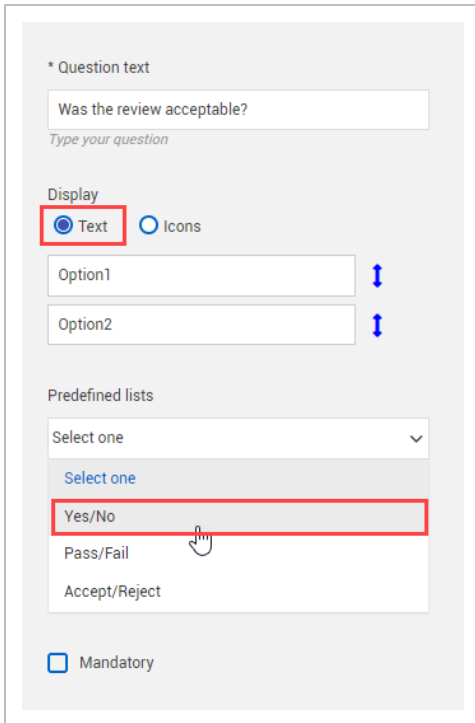 * Question text
Was the review acceptable?
Type your question
Display
Text Icons
Option1
Option2
Predefined lists
Select one
Select one
Yes/No
Pass/Fail
Accept/Reject
Mandatory